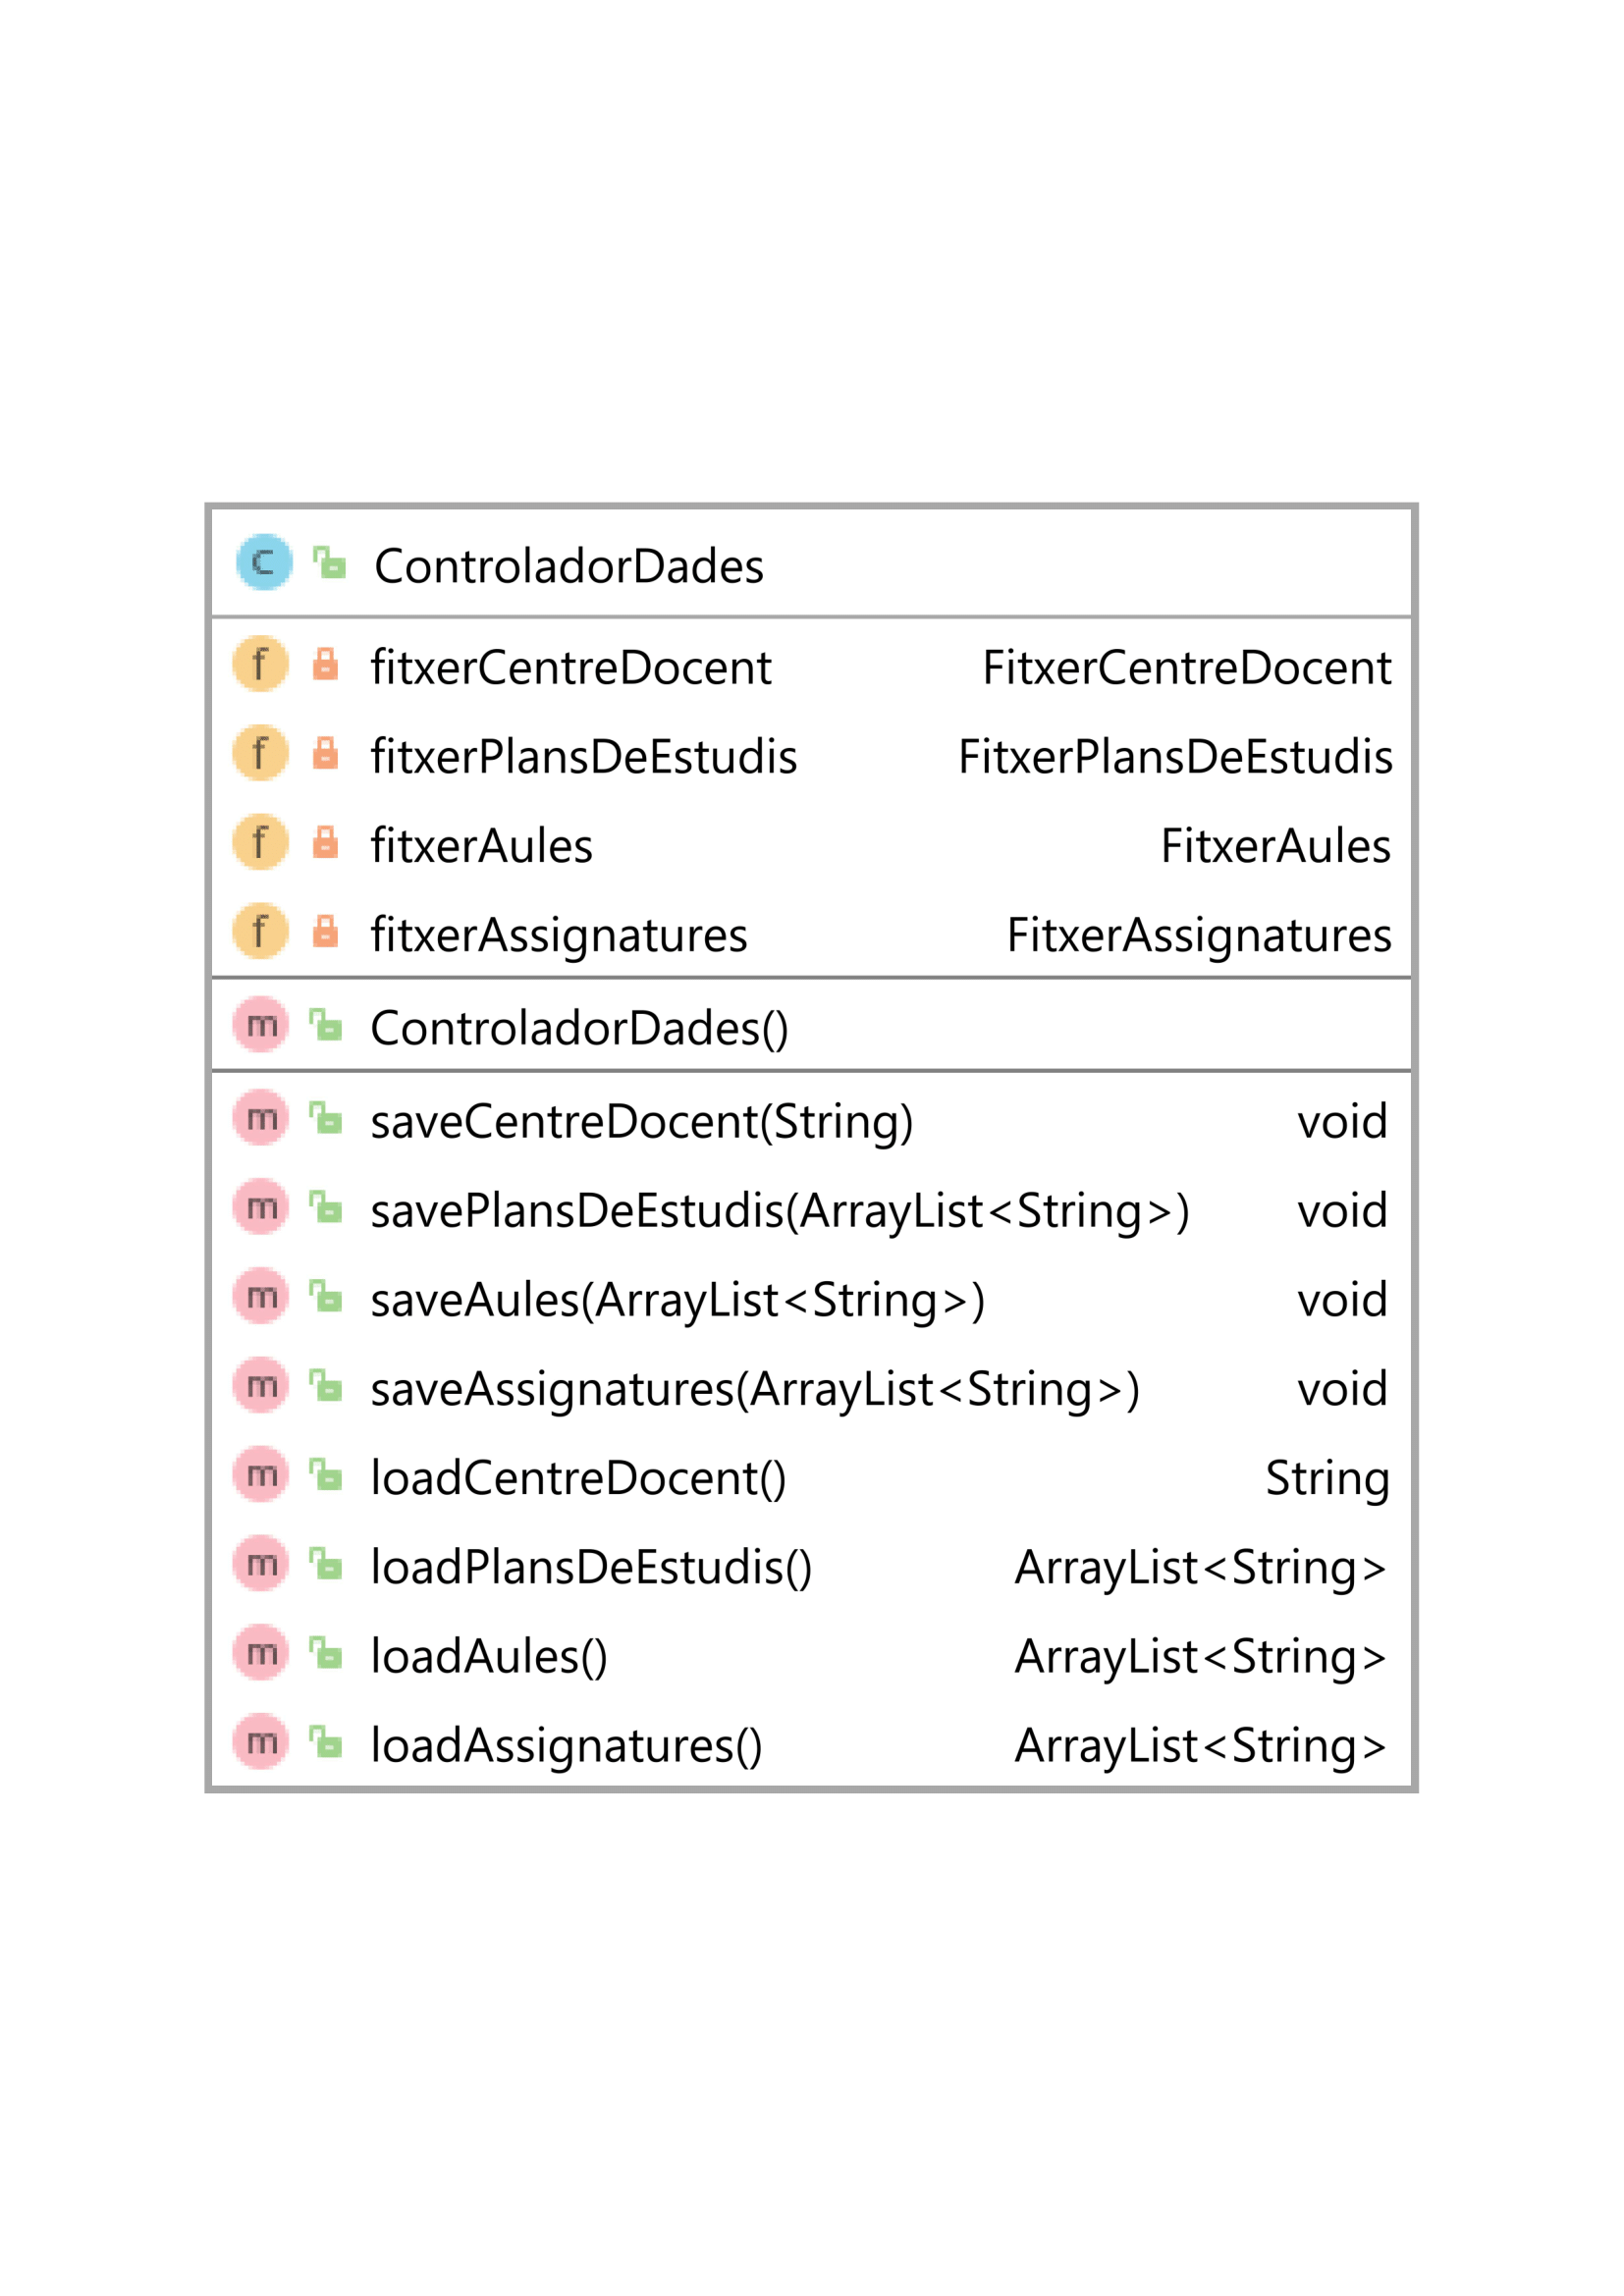 c ControladorDades
f fitxerCentreDocent FitxerCentreDocent
f fitxerPlansDeEstudis FitxerPlansDeEstudis
f fitxerAules FitxerAules
f fitxerAssignatures FitxerAssignatures
m ControladorDades()
m saveCentreDocent(String) void
m savePlansDeEstudis(ArrayList<String>) void
m saveAules(ArrayList<String>) void
m saveAssignatures(ArrayList<String>) void
m loadCentreDocent() String
m loadPlansDeEstudis() ArrayList<String>
m loadAules() ArrayList<String>
m loadAssignatures() ArrayList<String>